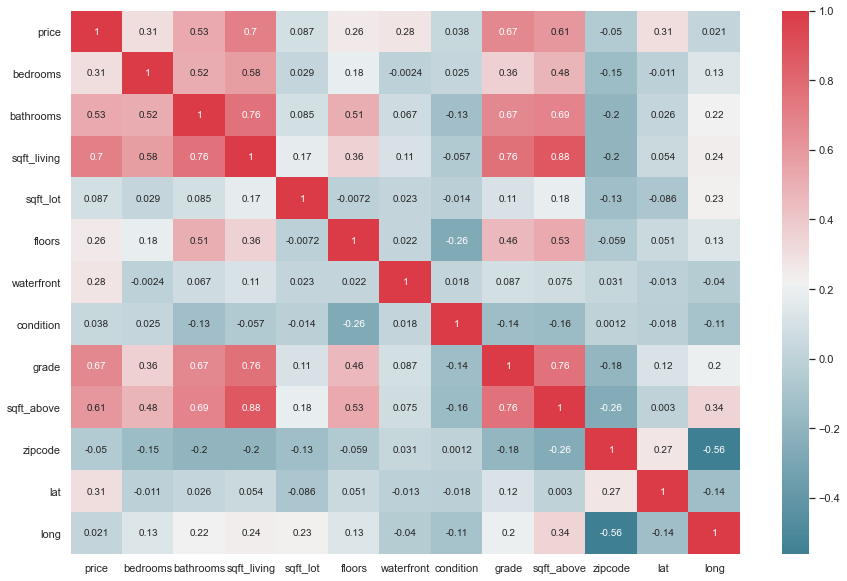 1.0
price 1 0.31 0.53 0.7 0.087 0.26 0.28 0.038 0.67 0.61 -0.05 0.31 0.021
bedrooms 0.31 1 0.52 0.58 0.029 0.18 -0.0024 0.025 0.36 0.48 -0.15 -0.011 0.13
0.8
bathrooms 0.53 0.52 1 0.76 0.085 0.51 0.067 -0.13 0.67 0.69 -0.2 0.026 0.22
0.6
sqft_living 0.7 0.58 0.76 1 0.17 0.36 0.11 -0.057 0.76 0.88 -0.2 0.054 0.24
sqft_lot 0.087 0.029 0.085 0.17 1 -0.0072 0.023 -0.014 0.11 0.18 -0.13 -0.086 0.23
0.4
floors 0.26 0.18 0.51 0.36 -0.0072 1 0.022 -0.26 0.46 0.53 -0.059 0.051 0.13
waterfront 0.28 -0.0024 0.067 0.11 0.023 0.022 1 0.018 0.087 0.075 0.031 -0.013 -0.04
0.2
condition 0.038 0.025 -0.13 -0.057 -0.014 -0.26 0.018 1 -0.14 -0.16 0.0012 -0.018 -0.11
0.0
grade 0.67 0.36 0.67 0.76 0.11 0.46 0.087 -0.14 1 0.76 -0.18 0.12 0.2
sqft_above 0.61 0.48 0.69 0.88 0.18 0.53 0.075 -0.16 0.76 1 -0.26 0.003 0.34
−0.2
zipcode -0.05 -0.15 -0.2 -0.2 -0.13 -0.059 0.031 0.0012 -0.18 -0.26 1 0.27 -0.56
lat 0.31 -0.011 0.026 0.054 -0.086 0.051 -0.013 -0.018 0.12 0.003 0.27 1 -0.14
−0.4
long 0.021 0.13 0.22 0.24 0.23 0.13 -0.04 -0.11 0.2 0.34 -0.56 -0.14 1
price bedrooms bathrooms sqft_living sqft_lot floors waterfront condition grade sqft_above zipcode lat long